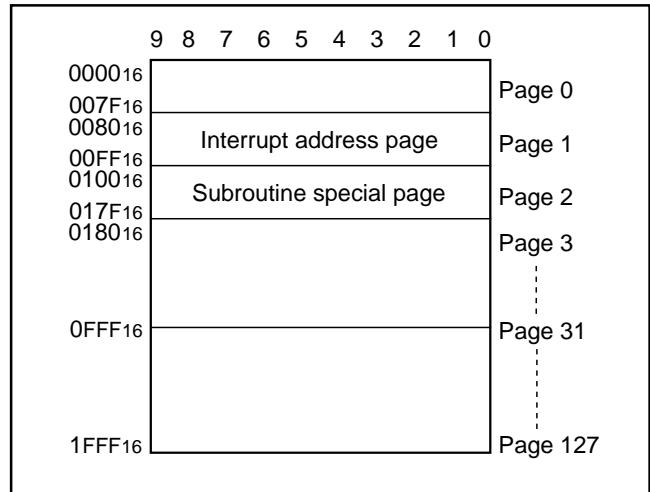 9 8 7 6 5 4 3 2 1 0
000016
Page 0
007F16
008016
Interrupt address page
Page 1
00FF16
010016
Subroutine special page
Page 2
017F16
018016
Page 3
0FFF16
Page 31
1FFF16
Page 127